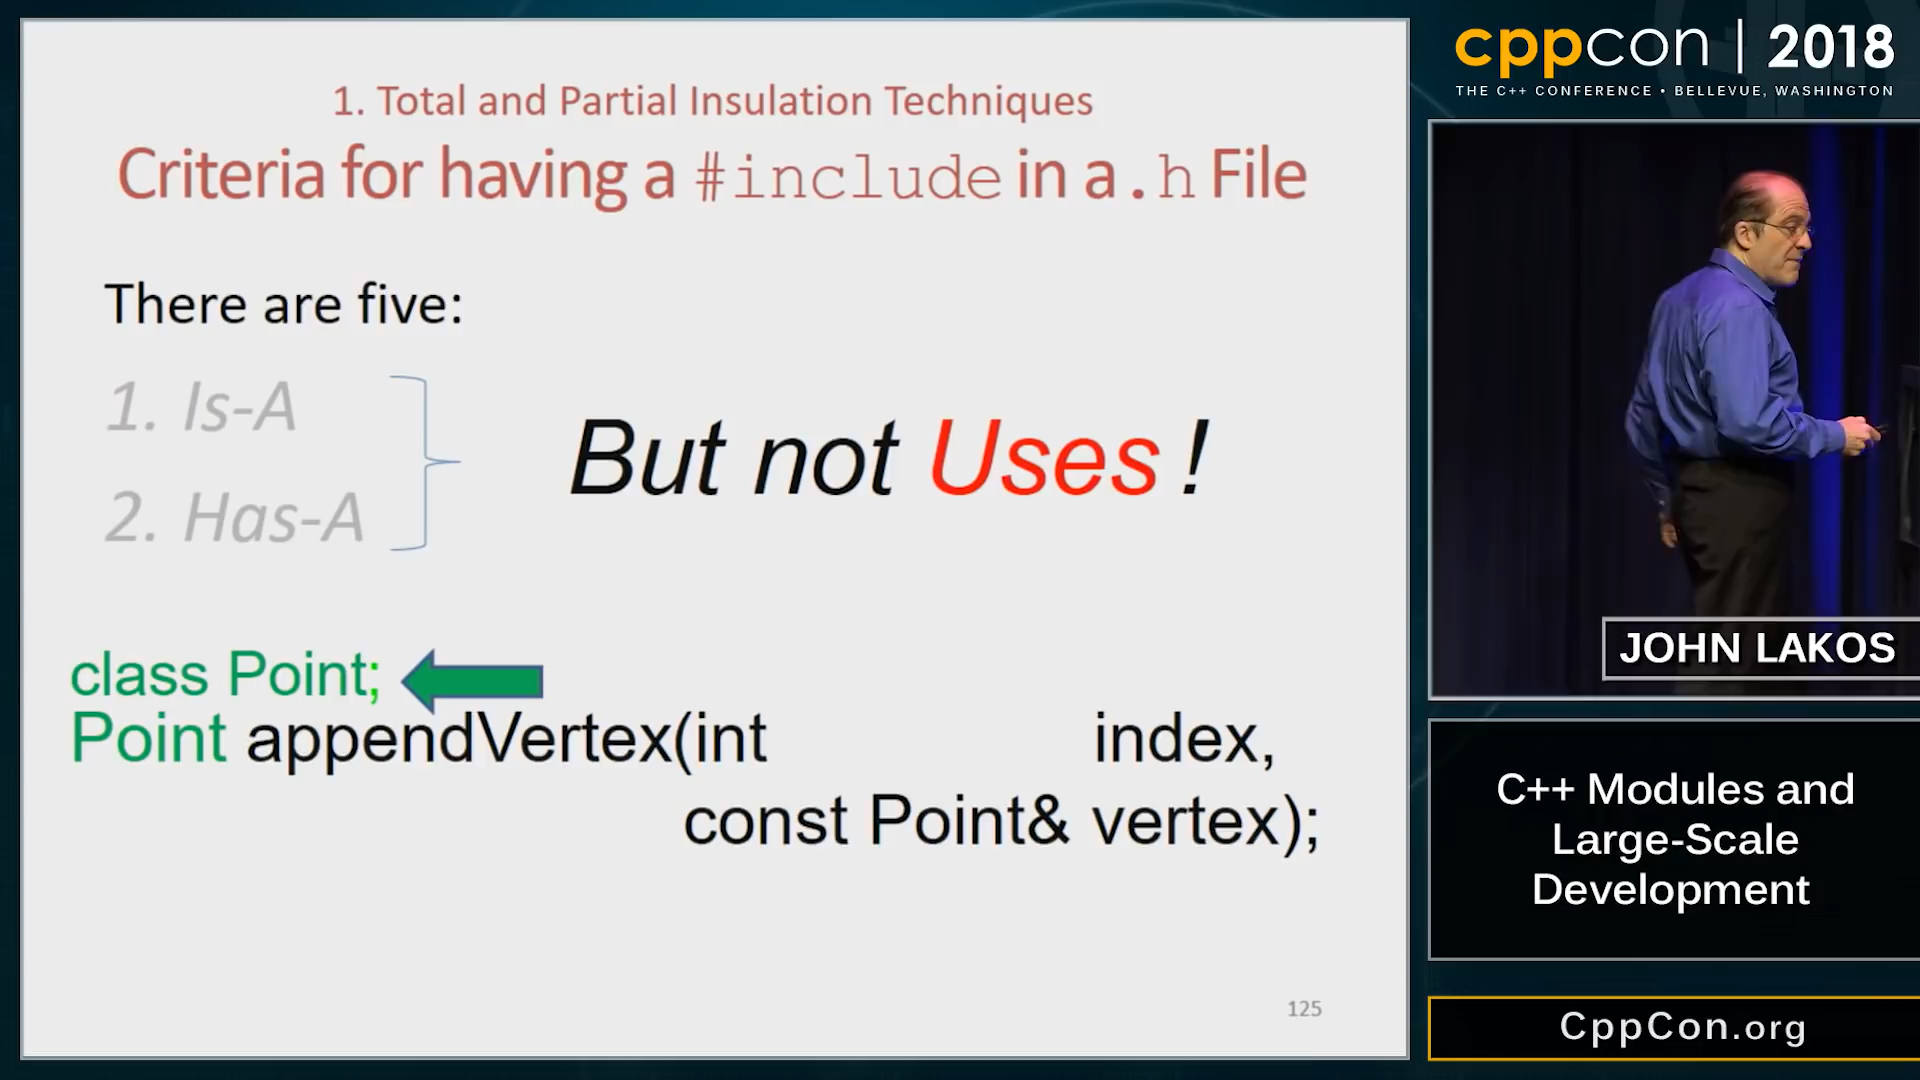 1. Total and Partial Insulation Techniques
Criteria for having a #include in a .h File
There are five:
1. Is-A
2. Has-A
But not Uses !
class Point;
Point appendVertex(int index,
const Point& vertex);
125
cppcon | 2018
THE C++ CONFERENCE • BELLEVUE, WASHINGTON
JOHN LAKOS
C++ Modules and
Large-Scale
Development
CppCon.org